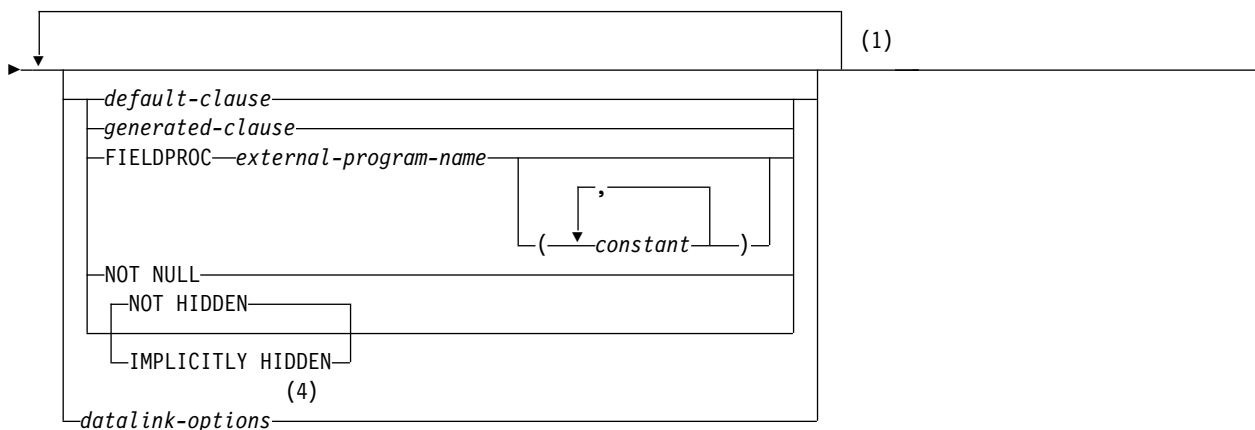 (1)
default-clause
generated-clause
FIELDPROC external-program-name
,
( constant )
NOT NULL
NOT HIDDEN
IMPLICITLY HIDDEN
(4)
datalink-options